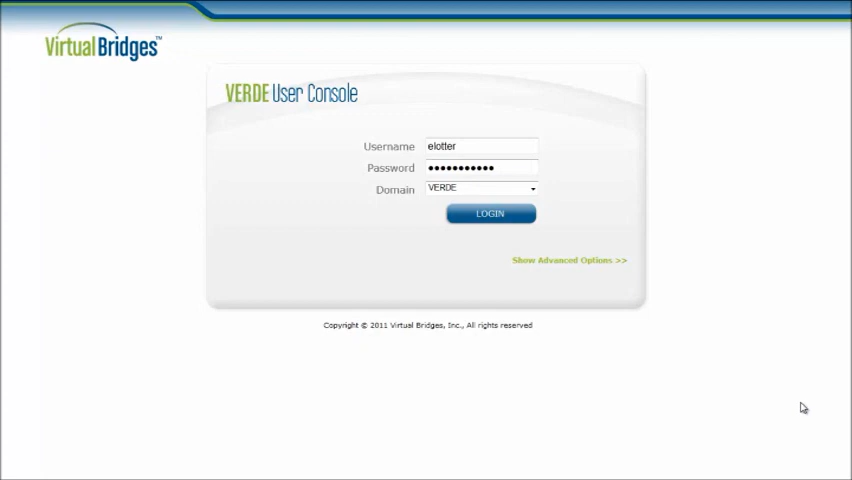 VirtualBridges™
VERDE User Console
Username elotter
Password •••••••••••
Domain VERDE
LOGIN
Show Advanced Options >>
Copyright © 2011 Virtual Bridges, Inc., All rights reserved